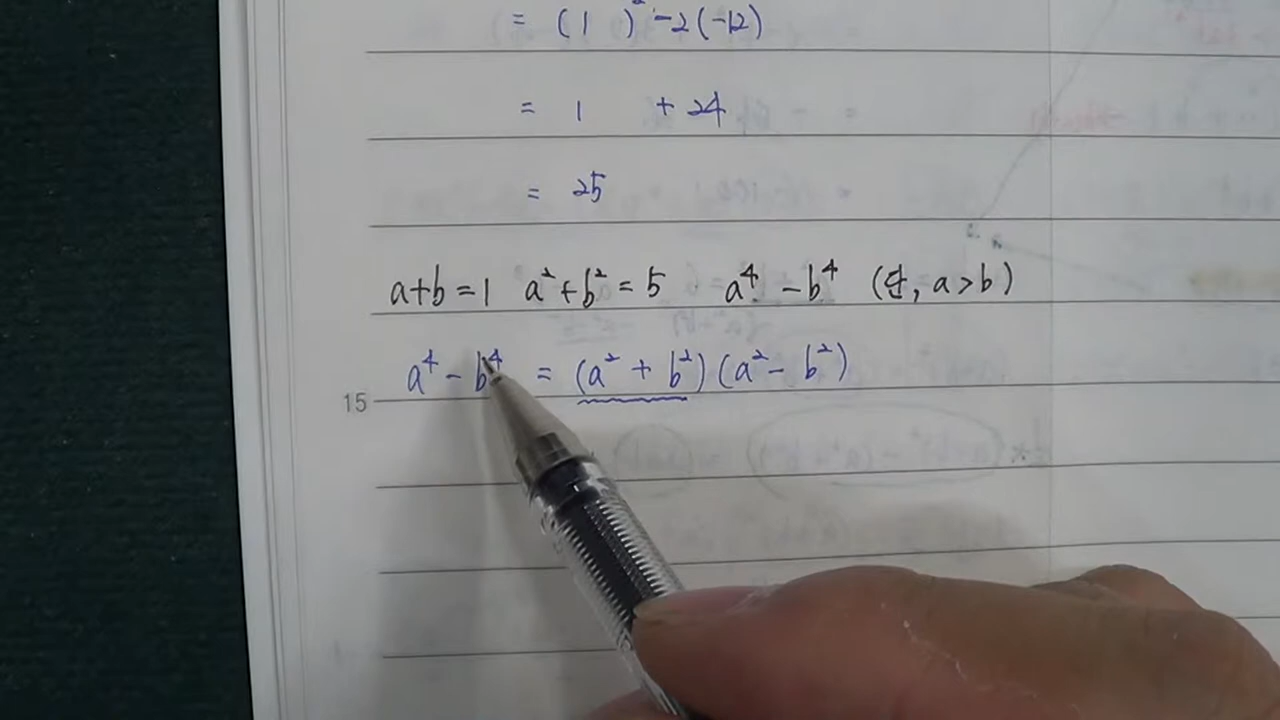 = (1 )² -2(-12)
= 1 + 24
= 25
a+b=1 a²+b²=5 a⁴-b⁴ (단, a>b)
a⁴-b⁴ = (a²+b²)(a²-b²)
15